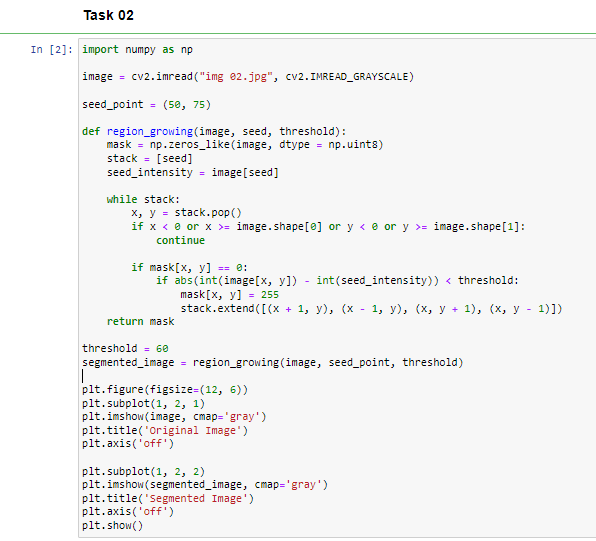 Task 02
In [2]: import numpy as np
image = cv2.imread("img 02.jpg", cv2.IMREAD_GRAYSCALE)
seed_point = (50, 75)
def region_growing(image, seed, threshold):
    mask = np.zeros_like(image, dtype = np.uint8)
    stack = [seed]
    seed_intensity = image[seed]
    while stack:
        x, y = stack.pop()
        if x < 0 or x >= image.shape[0] or y < 0 or y >= image.shape[1]:
            continue
        if mask[x, y] == 0:
            if abs(int(image[x, y]) - int(seed_intensity)) < threshold:
                mask[x, y] = 255
                stack.extend([(x + 1, y), (x - 1, y), (x, y + 1), (x, y - 1)])
    return mask
threshold = 60
segmented_image = region_growing(image, seed_point, threshold)
plt.figure(figsize=(12, 6))
plt.subplot(1, 2, 1)
plt.imshow(image, cmap='gray')
plt.title('Original Image')
plt.axis('off')
plt.subplot(1, 2, 2)
plt.imshow(segmented_image, cmap='gray')
plt.title('Segmented Image')
plt.axis('off')
plt.show()